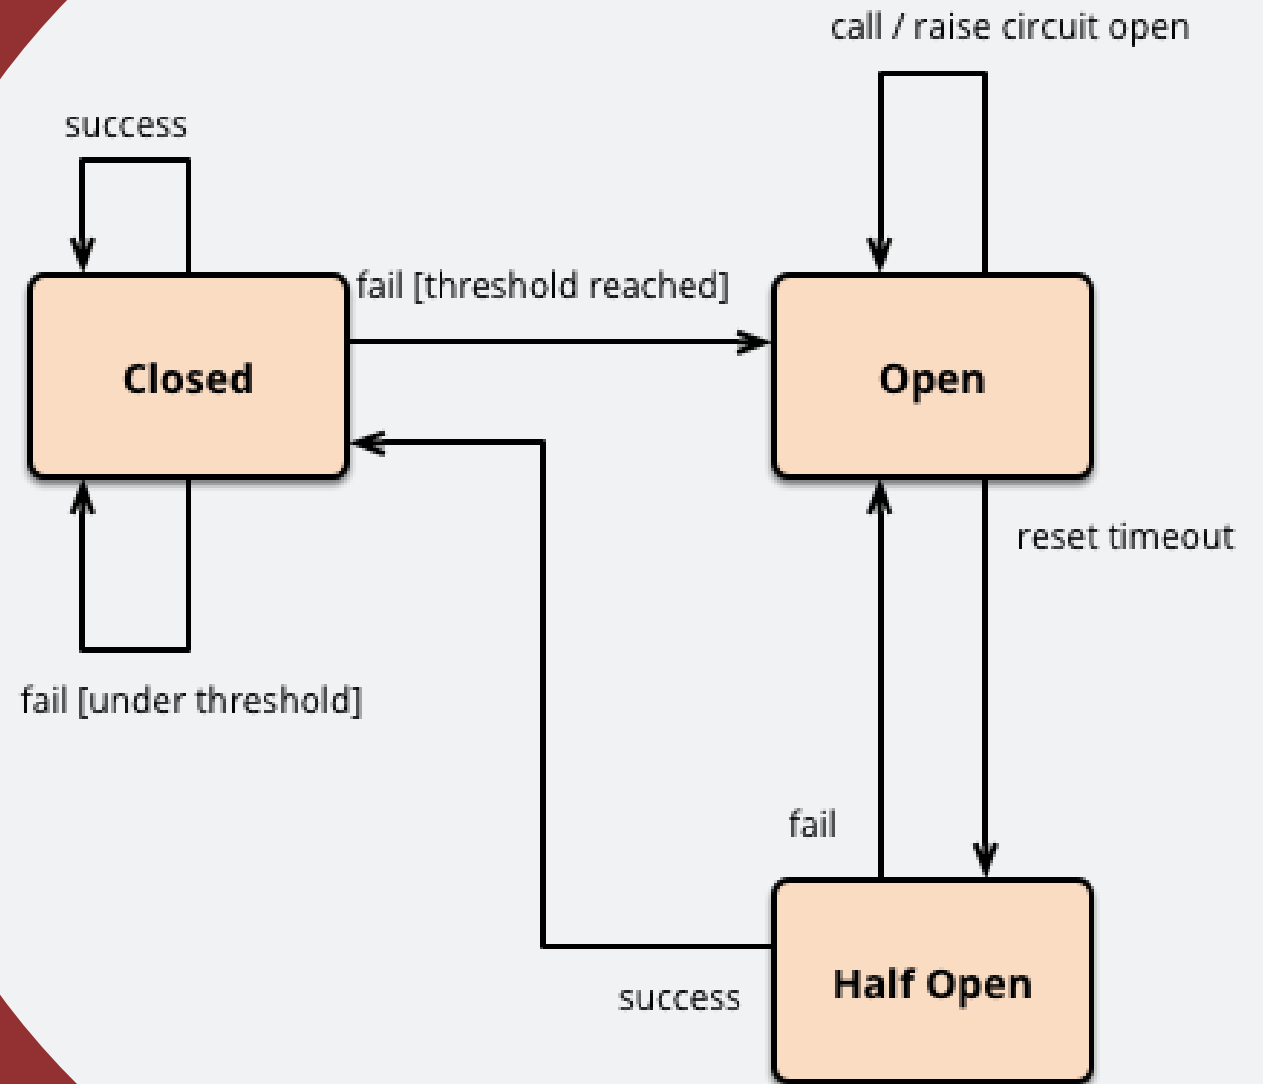 call / raise circuit open
success
fail [threshold reached]
Closed
Open
reset timeout
fail [under threshold]
fail
Half Open
success